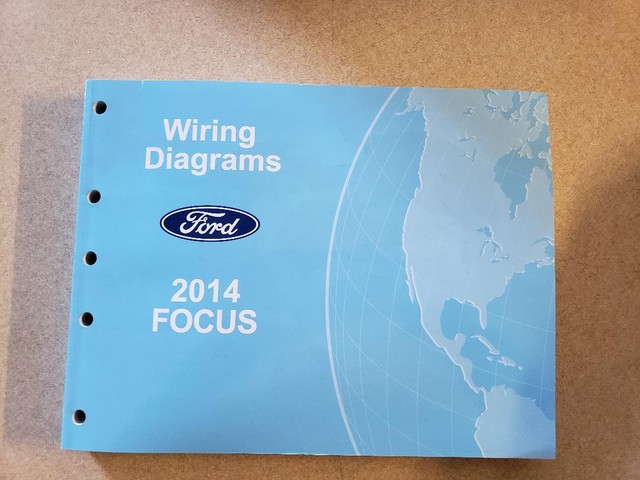 Wiring
Diagrams
Ford
2014
FOCUS